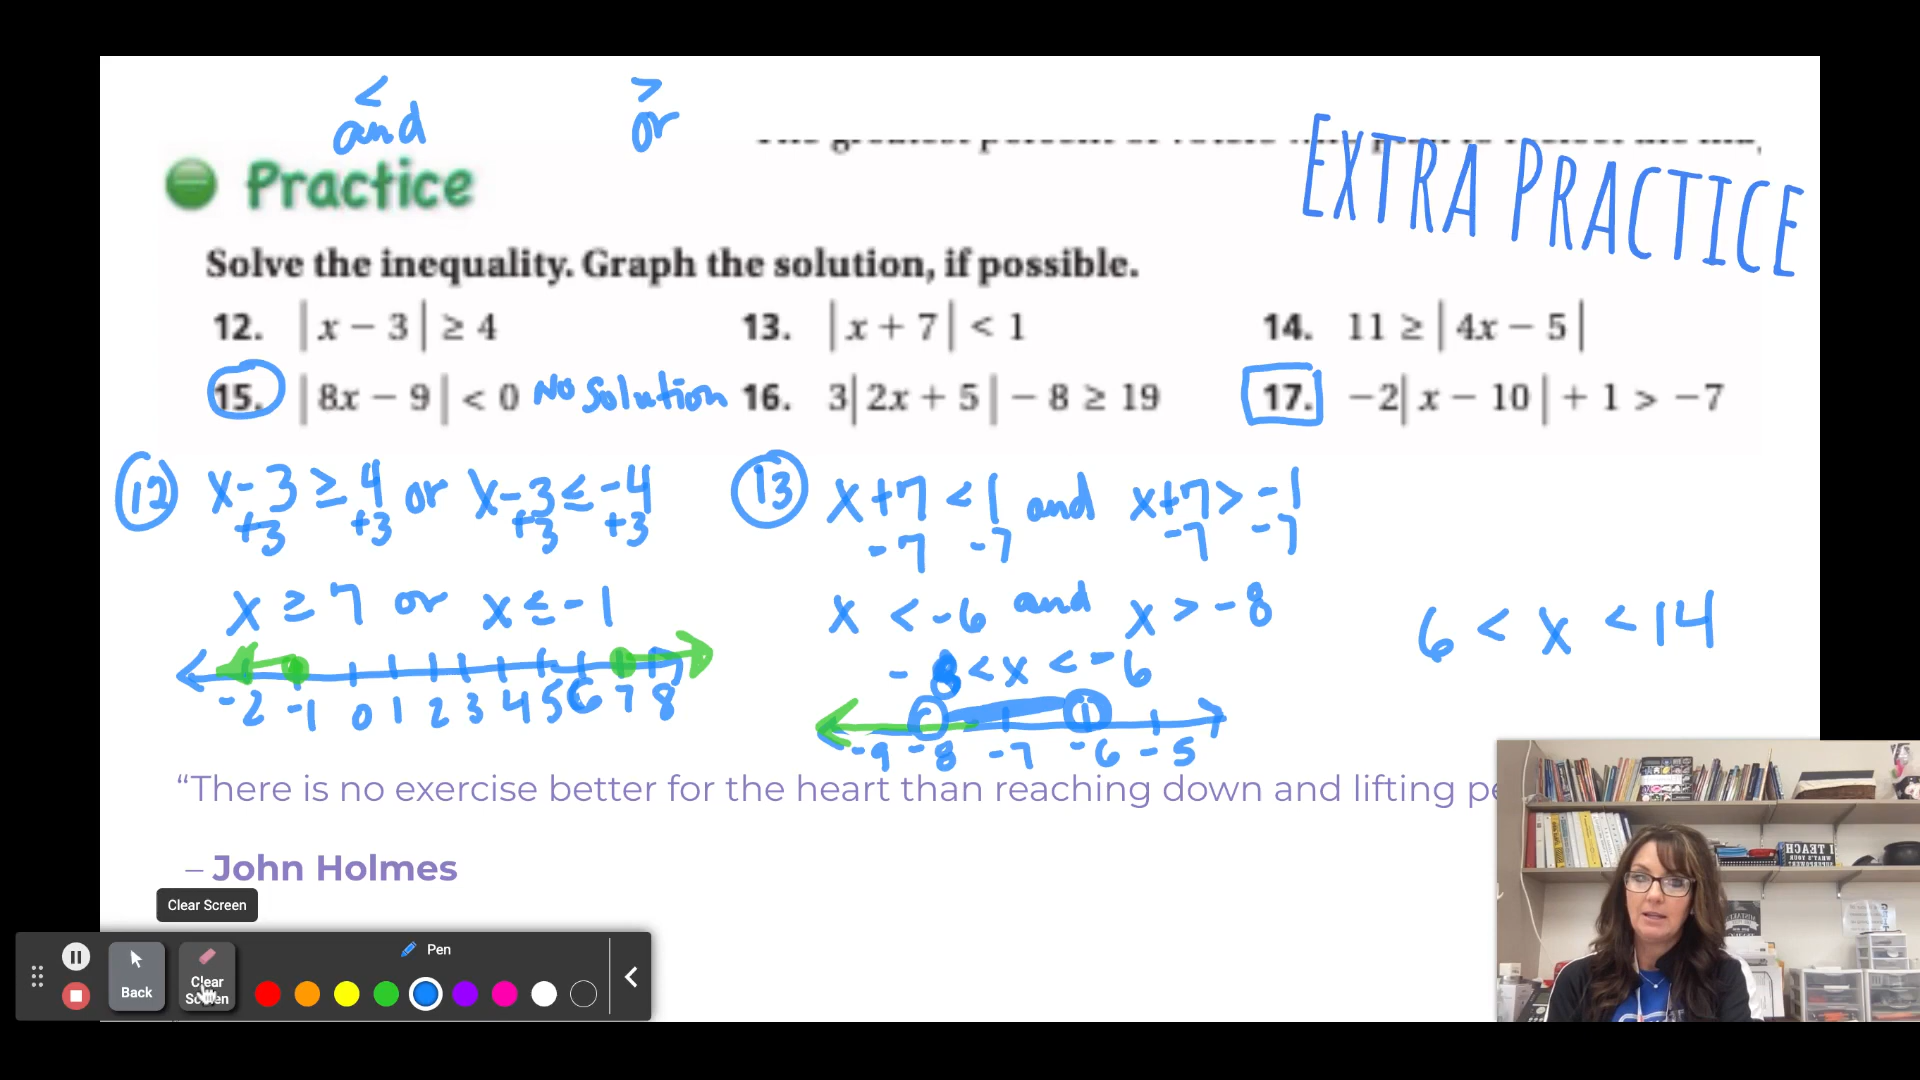 < >
and or
EXTRA PRACTICE
Practice
Solve the inequality. Graph the solution, if possible.
12. |x − 3| ≥ 4 13. |x + 7| < 1 14. 11 ≥ |4x − 5|
15. |8x − 9| < 0 No Solution 16. 3|2x + 5| − 8 ≥ 19 17. −2|x − 10| + 1 > −7
12 x-3 ≥ 4 or x-3 ≤ -4 13 x+7 < 1 and x+7 > -1
+3 +3 +3 +3 -7 -7 -7 -7
x ≥ 7 or x ≤ -1 x < -6 and x > -8 6 < x < 14
-8 < x < -6
-2 -1 0 1 2 3 4 5 6 7 8 -9 -8 -7 -6 -5
“There is no exercise better for the heart than reaching down and lifting
– John Holmes
Clear Screen
Pen
Back Clear Screen
I TEACH